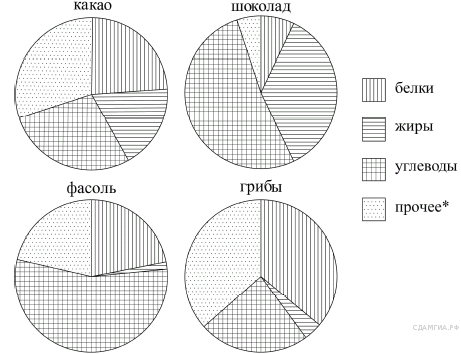 какао
шоколад
белки
жиры
углеводы
прочее*
фасоль
грибы
СДАМГИА.РФ